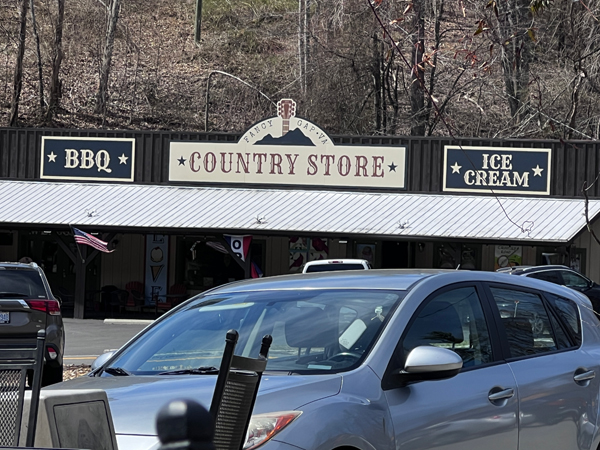 FANCY GAP•VA
BBQ
COUNTRY STORE
ICE
CREAM